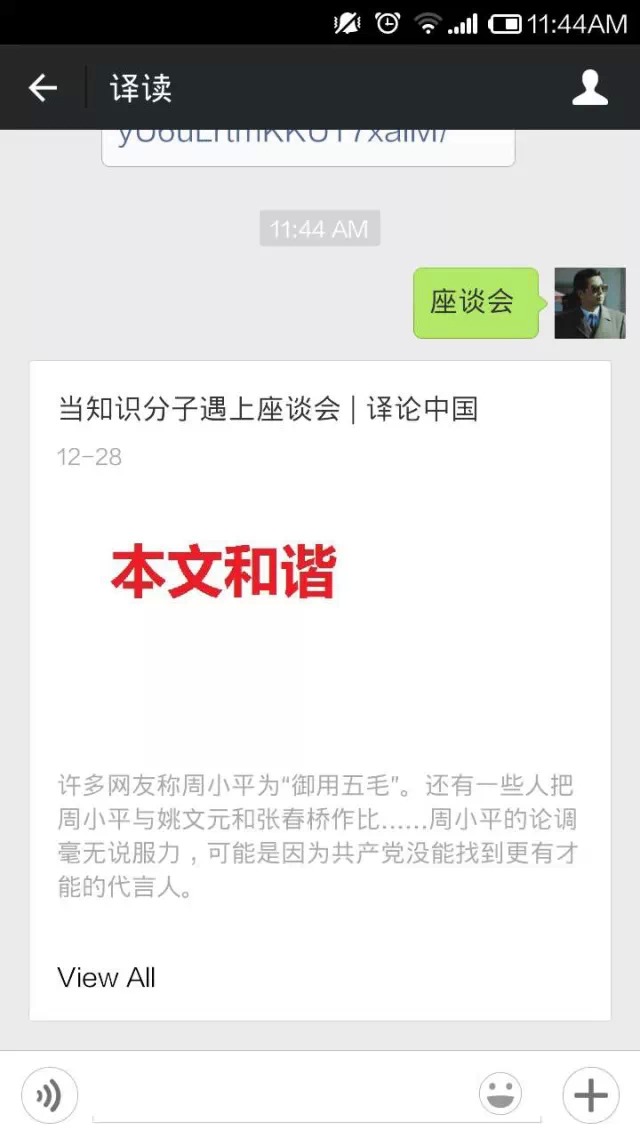 11:44AM
译读
11:44 AM
座谈会
当知识分子遇上座谈会 | 译论中国
12-28
本文和谐
许多网友称周小平为“御用五毛”。还有一些人把
周小平与姚文元和张春桥作比……周小平的论调
毫无说服力，可能是因为共产党没能找到更有才
能的代言人。
View All